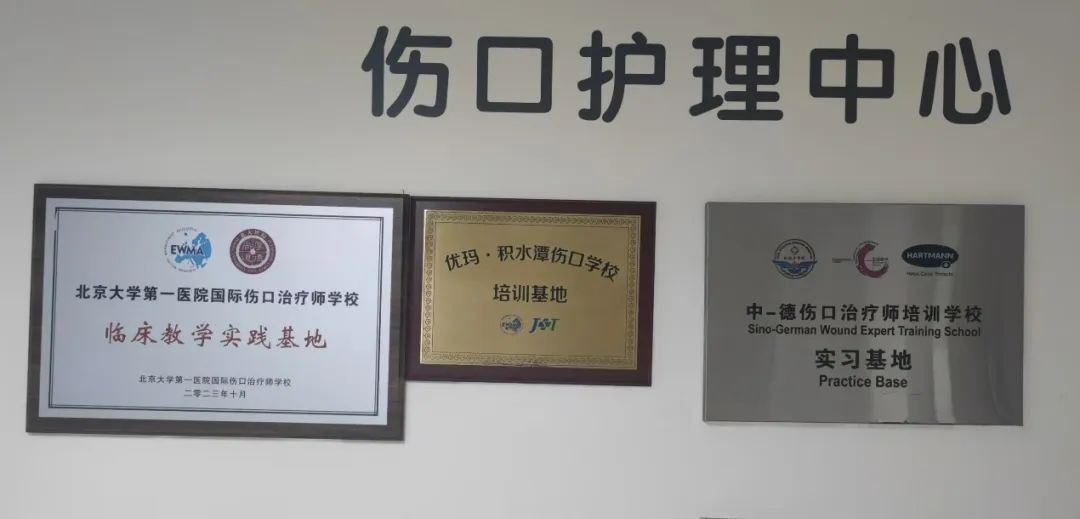 伤口护理中心
EWMA
北京大学第一医院国际伤口治疗师学校
临床教学实践基地
北京大学第一医院国际伤口治疗师学校
二零二三年十月
优玛·积水潭伤口学校
培训基地
JST
HARTMANN
中-德伤口治疗师培训学校
Sino-German Wound Expert Training School
实习基地
Practice Base